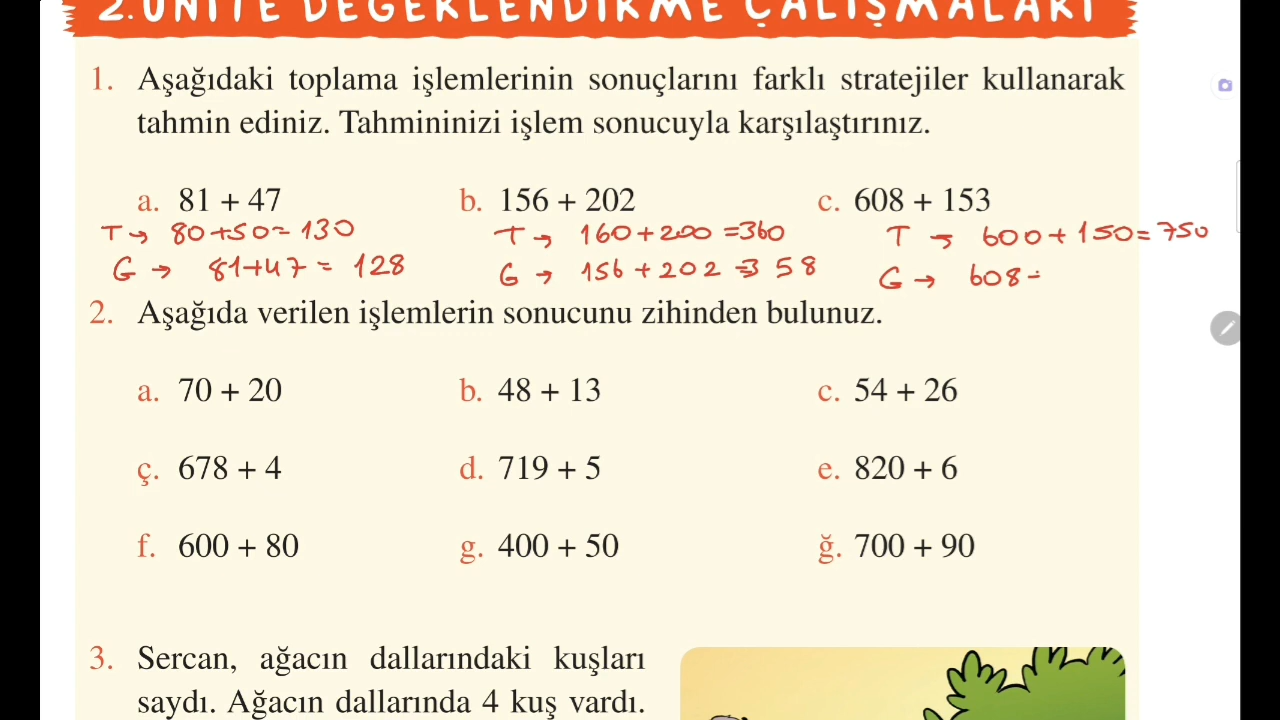 2. ÜNİTE DEĞERLENDİRME ÇALIŞMALARI
1. Aşağıdaki toplama işlemlerinin sonuçlarını farklı stratejiler kullanarak
tahmin ediniz. Tahmininizi işlem sonucuyla karşılaştırınız.
a. 81 + 47 b. 156 + 202 c. 608 + 153
T → 80+50=130 T → 160+200=360 T → 600+150=750
G → 81+47=128 G → 156+202=358 G → 608
2. Aşağıda verilen işlemlerin sonucunu zihinden bulunuz.
a. 70 + 20 b. 48 + 13 c. 54 + 26
ç. 678 + 4 d. 719 + 5 e. 820 + 6
f. 600 + 80 g. 400 + 50 ğ. 700 + 90
3. Sercan, ağacın dallarındaki kuşları
saydı. Ağacın dallarında 4 kuş vardı.